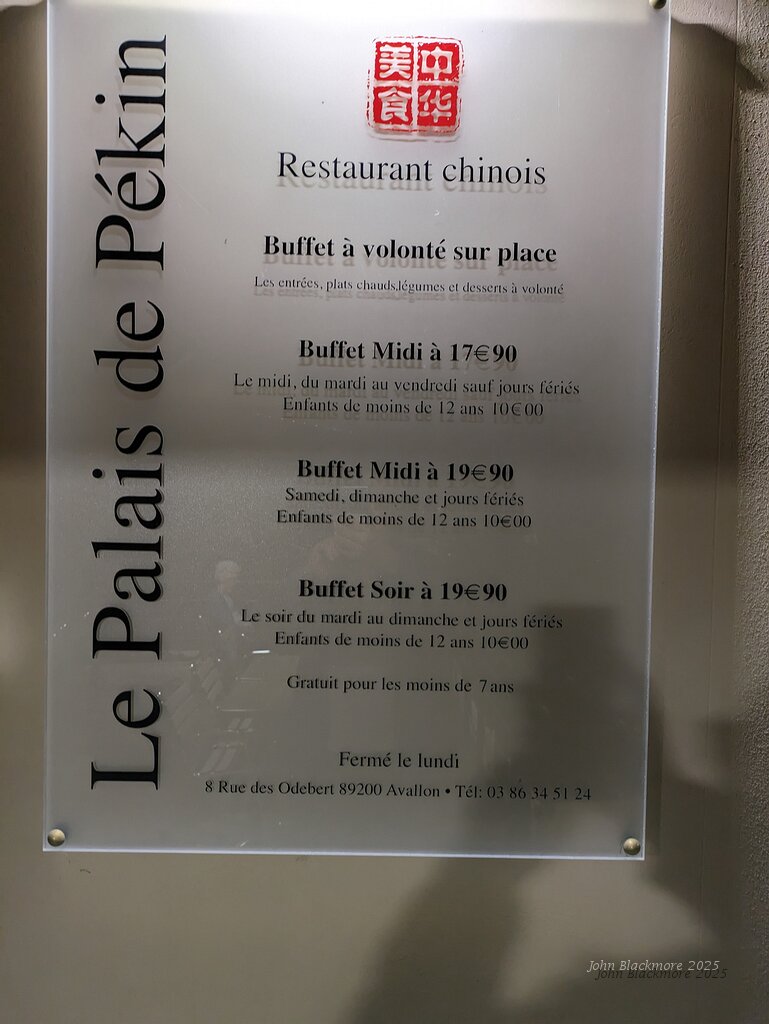 Le Palais de Pékin
美中
食华
Restaurant chinois
Buffet à volonté sur place
Les entrées, plats chauds,légumes et desserts à volonté
Buffet Midi à 17€90
Le midi, du mardi au vendredi sauf jours fériés
Enfants de moins de 12 ans 10€00
Buffet Midi à 19€90
Samedi, dimanche et jours fériés
Enfants de moins de 12 ans 10€00
Buffet Soir à 19€90
Le soir du mardi au dimanche et jours fériés
Enfants de moins de 12 ans 10€00
Gratuit pour les moins de 7 ans
Fermé le lundi
8 Rue des Odebert 89200 Avallon • Tél: 03 86 34 51 24
John Blackmore 2025